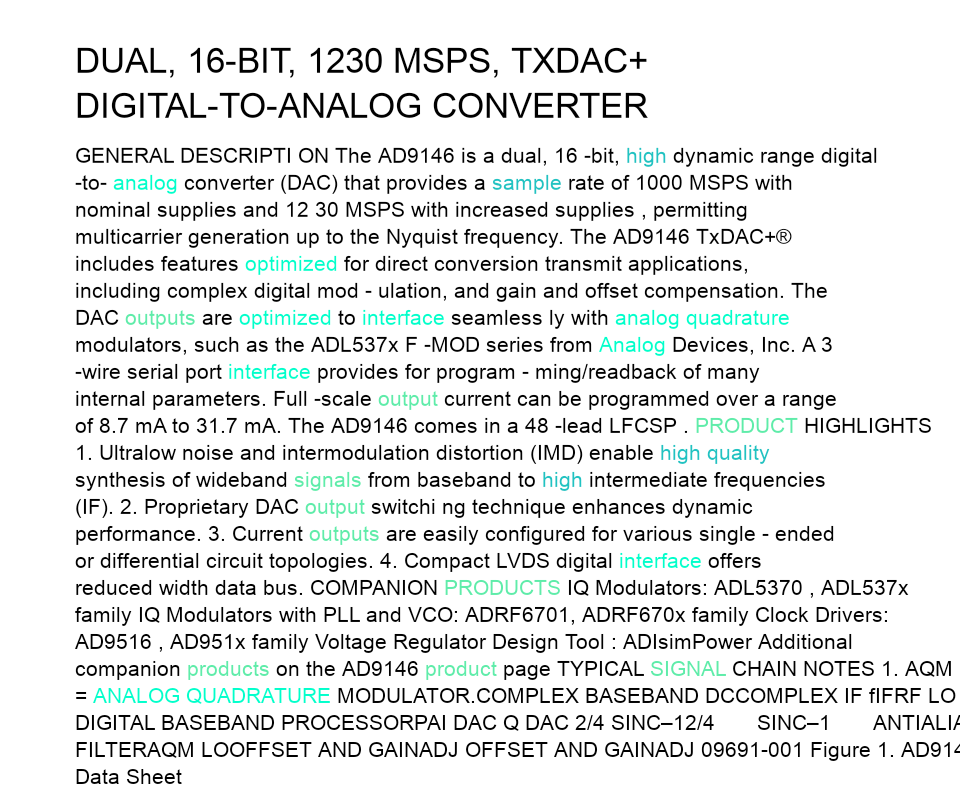 DUAL, 16-BIT, 1230 MSPS, TXDAC+
DIGITAL-TO-ANALOG CONVERTER
GENERAL DESCRIPTI ON The AD9146 is a dual, 16 -bit, high dynamic range digital
-to- analog converter (DAC) that provides a sample rate of 1000 MSPS with
nominal supplies and 12 30 MSPS with increased supplies , permitting
multicarrier generation up to the Nyquist frequency. The AD9146 TxDAC+®
includes features optimized for direct conversion transmit applications,
including complex digital mod - ulation, and gain and offset compensation. The
DAC outputs are optimized to interface seamless ly with analog quadrature
modulators, such as the ADL537x F -MOD series from Analog Devices, Inc. A 3
-wire serial port interface provides for program - ming/readback of many
internal parameters. Full -scale output current can be programmed over a range
of 8.7 mA to 31.7 mA. The AD9146 comes in a 48 -lead LFCSP . PRODUCT HIGHLIGHTS
1. Ultralow noise and intermodulation distortion (IMD) enable high quality
synthesis of wideband signals from baseband to high intermediate frequencies
(IF). 2. Proprietary DAC output switchi ng technique enhances dynamic
performance. 3. Current outputs are easily configured for various single - ended
or differential circuit topologies. 4. Compact LVDS digital interface offers
reduced width data bus. COMPANION PRODUCTS IQ Modulators: ADL5370 , ADL537x
family IQ Modulators with PLL and VCO: ADRF6701, ADRF670x family Clock Drivers:
AD9516 , AD951x family Voltage Regulator Design Tool : ADIsimPower Additional
companion products on the AD9146 product page TYPICAL SIGNAL CHAIN NOTES 1. AQM
= ANALOG QUADRATURE MODULATOR.COMPLEX BASEBAND DCCOMPLEX IF fIFRF LO
DIGITAL BASEBAND PROCESSORPAI DAC Q DAC 2/4 SINC–12/4 SINC–1 ANTIALIA
FILTERAQM LOOFFSET AND GAINADJ OFFSET AND GAINADJ 09691-001 Figure 1. AD914
Data Sheet